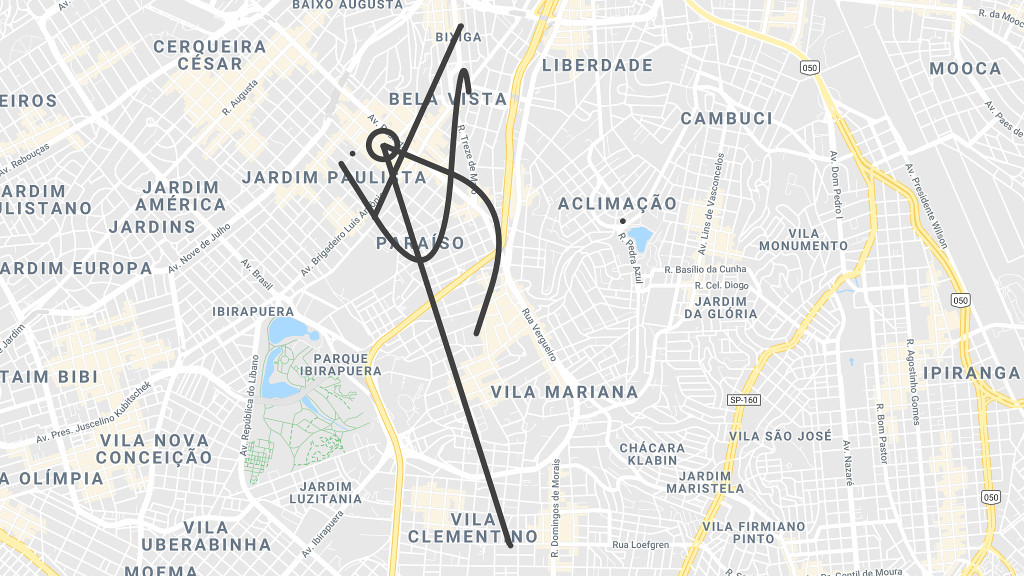 BAIXO AUGUSTA
R. da Mooc
BIXIGA
CERQUEIRA
CÉSAR
LIBERDADE
050
MOOCA
EIROS
R. Augusta
BELA VISTA
Av. Paes de
CAMBUCI
Av. Rebouças
R. Treze de Maio
Av. Dom Pedro I
Av. Presidente Wilson
JARDIM PAULISTA
ARDIM
ULISTANO
JARDIM
AMÉRICA
Av. Lins de Vasconcelos
ACLIMAÇÃO
JARDINS
Av. Brigadeiro Luís Antônio
PARAÍSO
Av. Nove de Julho
R. Pedra Azul
VILA
MONUMENTO
ARDIM EUROPA
Av. Brasil
R. Basílio da Cunha
R. Cel. Diogo
050
IBIRAPUERA
JARDIM
DA GLÓRIA
Rua Vergueiro
Jardim
PARQUE
IBIRAPUERA
TAIM BIBI
Av. República do Líbano
R. Agostinho Gomes
IPIRANGA
VILA MARIANA
SP-160
Av. Pres. Juscelino Kubitschek
R. Bom Pastor
VILA NOVA
CONCEIÇÃO
VILA SÃO JOSÉ
CHÁCARA
KLABIN
Av. Nazaré
A OLÍMPIA
JARDIM
MARISTELA
JARDIM
LUZITANIA
R. Domingos de Morais
050
VILA
CLEMENTINO
VILA
UBERABINHA
Av. Ibirapuera
VILA FIRMIANO
PINTO
Rua Loefgren
MOEMA
R. Gentil de Moura